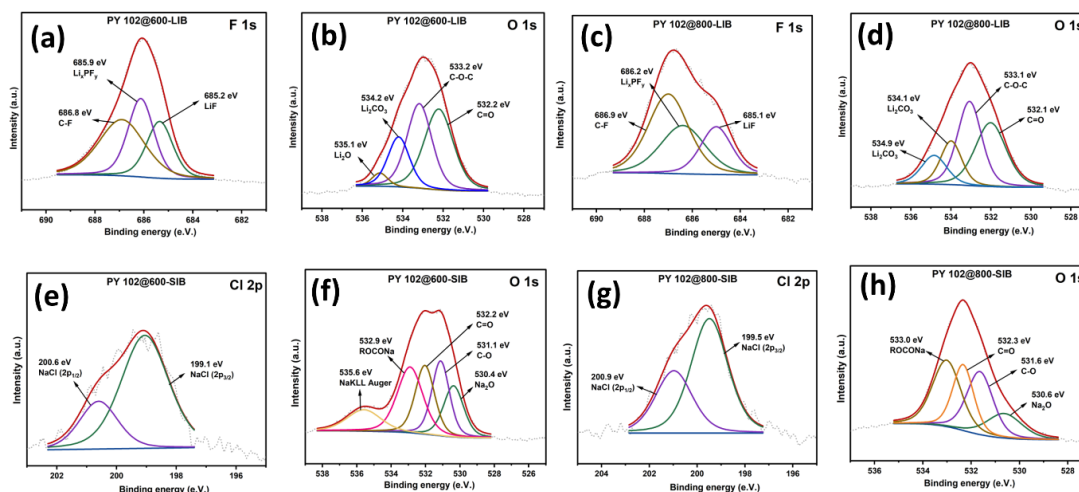 (a)
PY 102@600-LIB
F 1s
685.9 eV
LiₓPFᵧ
686.8 eV
C-F
685.2 eV
LiF
Intensity (a.u.)
690 688 686 684 682
Binding energy (e.V.)
(b)
PY 102@600-LIB
O 1s
533.2 eV
C-O-C
534.2 eV
Li₂CO₃
532.2 eV
C=O
535.1 eV
Li₂O
Intensity (a.u.)
538 536 534 532 530 528
Binding energy (e.V.)
(c)
PY 102@800-LIB
F 1s
686.2 eV
LiₓPFᵧ
686.9 eV
C-F
685.1 eV
LiF
Intensity (a.u.)
690 688 686 684 682
Binding energy (e.V.)
(d)
PY 102@800-LIB
O 1s
533.1 eV
C-O-C
534.1 eV
Li₂CO₃
532.1 eV
C=O
534.9 eV
Li₂CO₃
Intensity (a.u.)
538 536 534 532 530 528
Binding energy (e.V.)
(e)
PY 102@600-SIB
Cl 2p
200.6 eV
NaCl (2p₁/₂)
199.1 eV
NaCl (2p₃/₂)
Intensity (a.u.)
202 200 198 196
Binding energy (e.V.)
(f)
PY 102@600-SIB
O 1s
532.2 eV
C=O
532.9 eV
ROCONa
531.1 eV
C-O
535.6 eV
NaKLL Auger
530.4 eV
Na₂O
Intensity (a.u.)
538 536 534 532 530 528
Binding energy (e.V.)
(g)
PY 102@800-SIB
Cl 2p
199.5 eV
NaCl (2p₃/₂)
200.9 eV
NaCl (2p₁/₂)
Intensity (a.u.)
204 202 200 198 196
Binding energy (e.V.)
(h)
PY 102@800-SIB
O 1s
533.0 eV
ROCONa
532.3 eV
C=O
531.6 eV
C-O
530.6 eV
Na₂O
Intensity (a.u.)
536 534 532 530 528
Binding energy (e.V.)